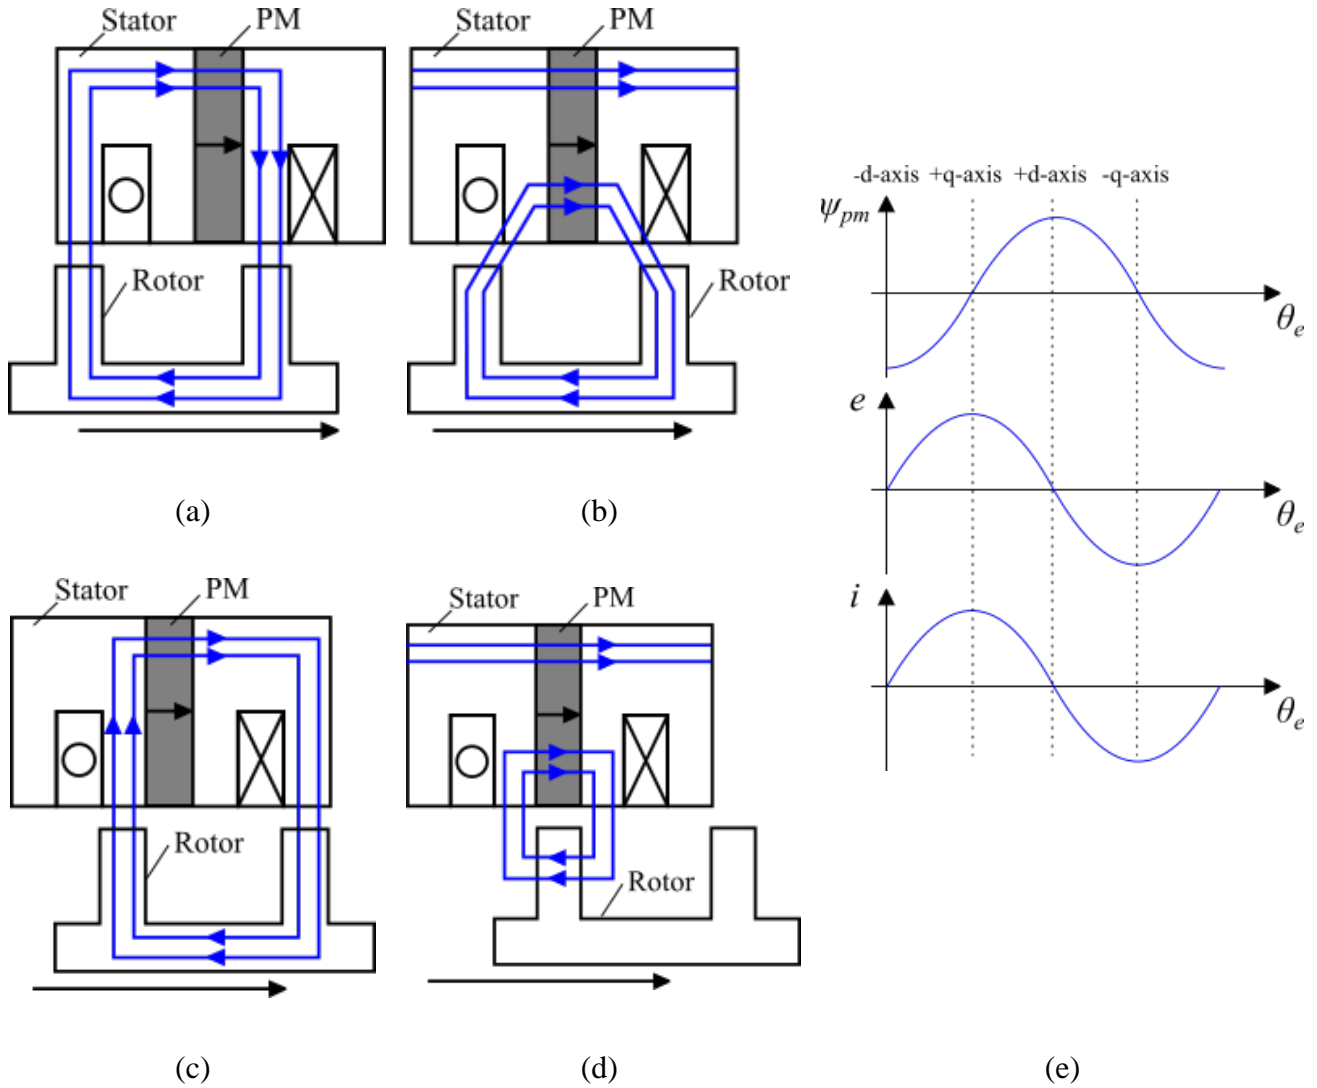 Stator PM
Rotor
(a)
Stator PM
Rotor
(b)
Stator PM
Rotor
(c)
Stator PM
Rotor
(d)
-d-axis +q-axis +d-axis -q-axis
ψpm
θe
e
θe
i
θe
(e)